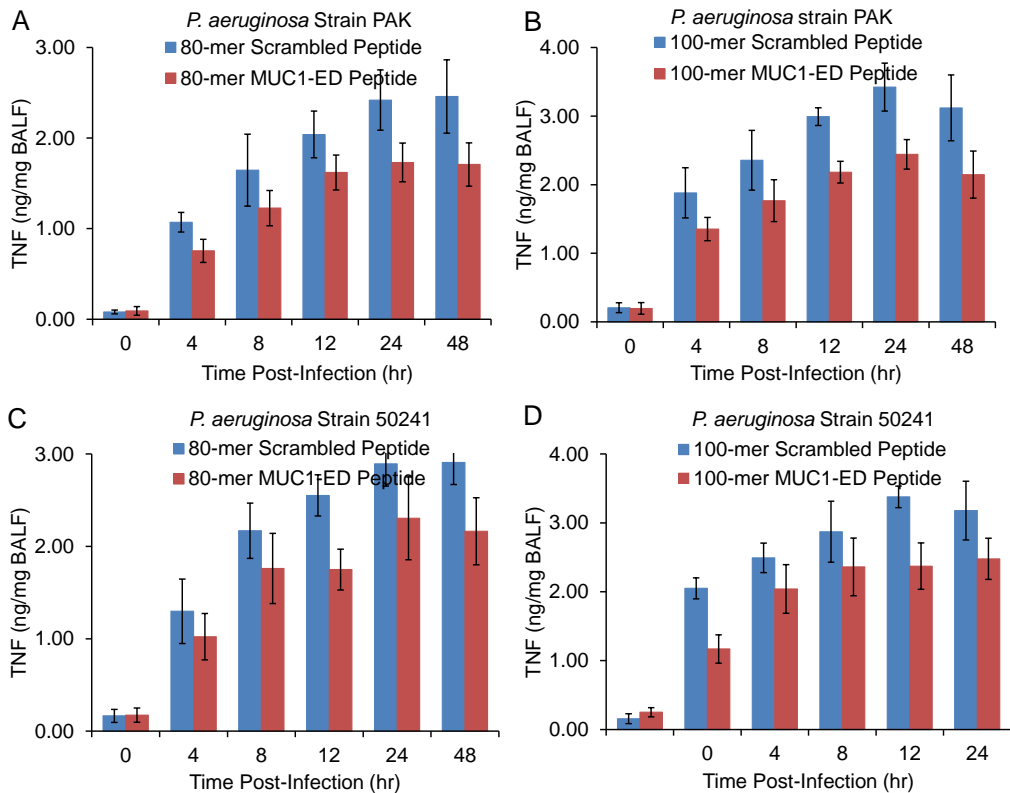 A
P. aeruginosa Strain PAK
80-mer Scrambled Peptide
80-mer MUC1-ED Peptide
TNF (ng/mg BALF)
3.00
2.00
1.00
0.00
0 4 8 12 24 48
Time Post-Infection (hr)
B
P. aeruginosa strain PAK
100-mer Scrambled Peptide
100-mer MUC1-ED Peptide
TNF (ng/mg BALF)
4.00
3.00
2.00
1.00
0.00
0 4 8 12 24 48
Time Post-Infection (hr)
C
P. aeruginosa Strain 50241
80-mer Scrambled Peptide
80-mer MUC1-ED Peptide
TNF (ng/mg BALF)
3.00
2.00
1.00
0.00
0 4 8 12 24 48
Time Post-Infection (hr)
D
P. aeruginosa Strain 50241
100-mer Scrambled Peptide
100-mer MUC1-ED Peptide
TNF (ng/mg BALF)
4.00
3.00
2.00
1.00
0.00
0 4 8 12 24
Time Post-Infection (hr)